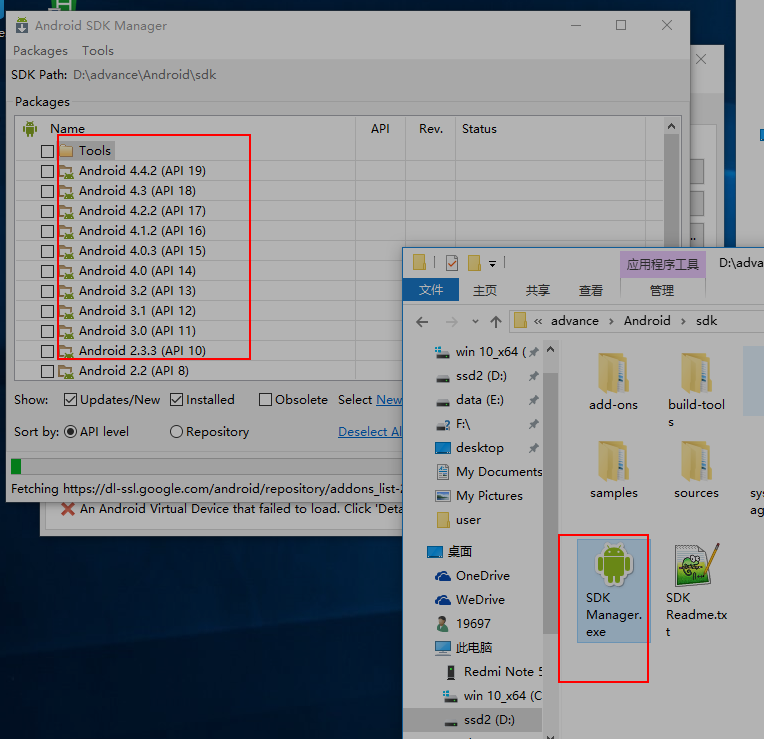 Android SDK Manager
Packages Tools
SDK Path: D:\advance\Android\sdk
Packages
Name API Rev. Status
Tools
Android 4.4.2 (API 19)
Android 4.3 (API 18)
Android 4.2.2 (API 17)
Android 4.1.2 (API 16)
Android 4.0.3 (API 15)
Android 4.0 (API 14)
Android 3.2 (API 13)
Android 3.1 (API 12)
Android 3.0 (API 11)
Android 2.3.3 (API 10)
Android 2.2 (API 8)
Show: Updates/New Installed Obsolete Select New
Sort by: API level Repository Deselect Al
Fetching https://dl-ssl.google.com/android/repository/addons_list-
An Android Virtual Device that failed to load. Click 'Deta
应用程序工具 D:\adva
文件 主页 共享 查看 管理
« advance › Android › sdk
win 10_x64 (
ssd2 (D:)
data (E:)
F:\
desktop
My Documents
My Pictures
user
桌面
OneDrive
WeDrive
19697
此电脑
Redmi Note 5
win 10_x64 (C
ssd2 (D:)
add-ons
build-tool
s
samples
sources
sys
ag
SDK
Manager.
exe
SDK
Readme.tx
t